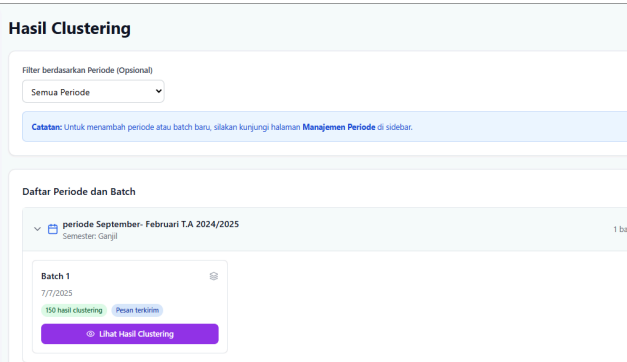 Hasil Clustering
Filter berdasarkan Periode (Opsional)
Semua Periode
Catatan: Untuk menambah periode atau batch baru, silakan kunjungi halaman Manajemen Periode di sidebar.
Daftar Periode dan Batch
periode September- Februari T.A 2024/2025
Semester: Ganjil
1 ba
Batch 1
7/7/2025
150 hasil clustering Pesan terkirim
Lihat Hasil Clustering